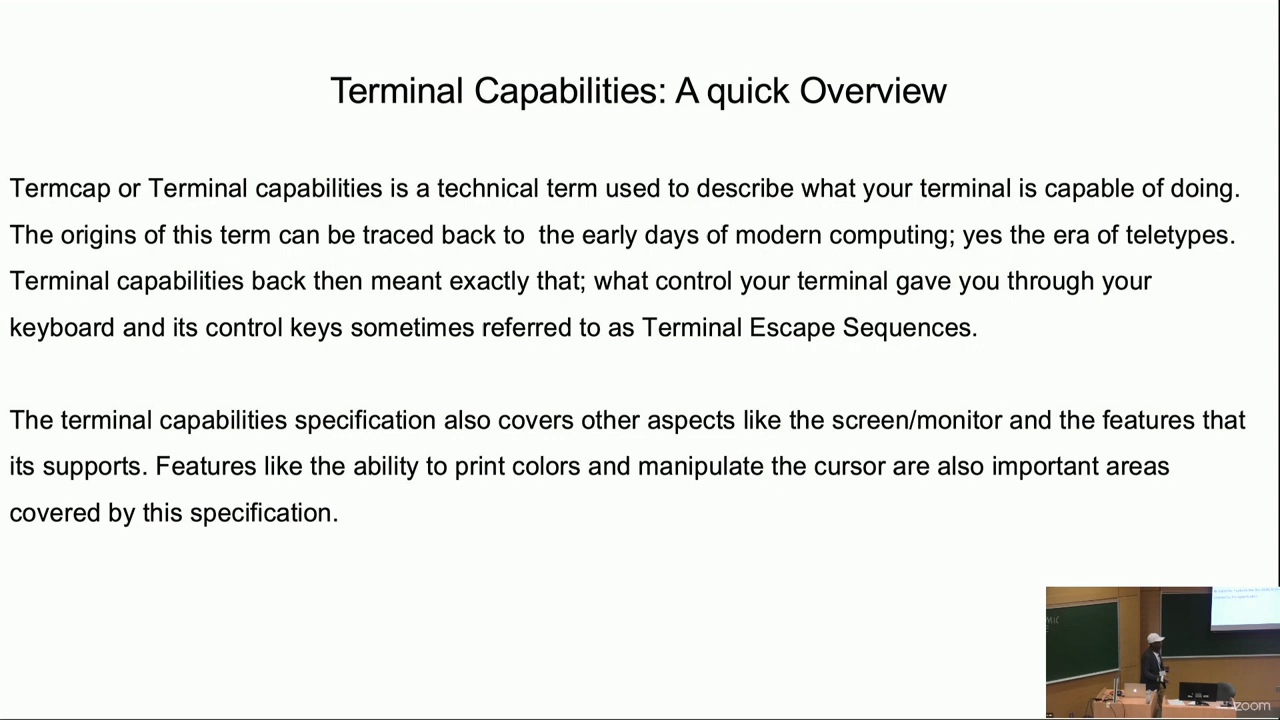 Terminal Capabilities: A quick Overview
Termcap or Terminal capabilities is a technical term used to describe what your terminal is capable of doing.
The origins of this term can be traced back to  the early days of modern computing; yes the era of teletypes.
Terminal capabilities back then meant exactly that; what control your terminal gave you through your
keyboard and its control keys sometimes referred to as Terminal Escape Sequences.
The terminal capabilities specification also covers other aspects like the screen/monitor and the features that
its supports. Features like the ability to print colors and manipulate the cursor are also important areas
covered by this specification.
zoom